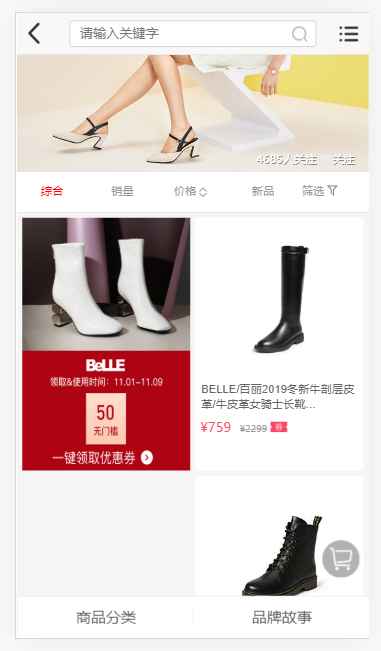 请输入关键字
4685人关注 关注
综合 销量 价格 新品 筛选
BELLE
领取&使用时间：11.01-11.09
50
无门槛
一键领取优惠券
BELLE/百丽2019冬新牛剖层皮
革/牛皮革女骑士长靴...
¥759 ¥2299 券
商品分类 品牌故事